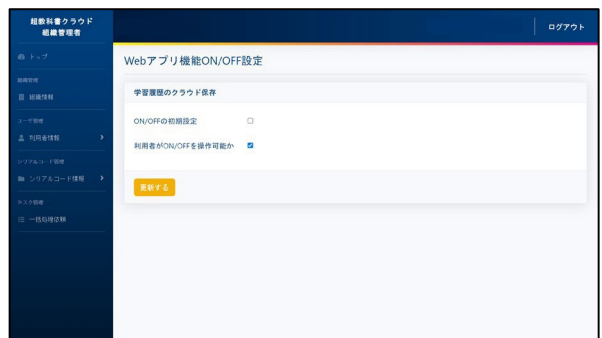 超教科書クラウド
組織管理者
ログアウト
トップ
組織管理
組織情報
ユーザ管理
利用者情報
シリアルコード管理
シリアルコード情報
タスク管理
一括処理依頼
Webアプリ機能ON/OFF設定
学習履歴のクラウド保存
ON/OFFの初期設定
利用者がON/OFFを操作可能か
更新する